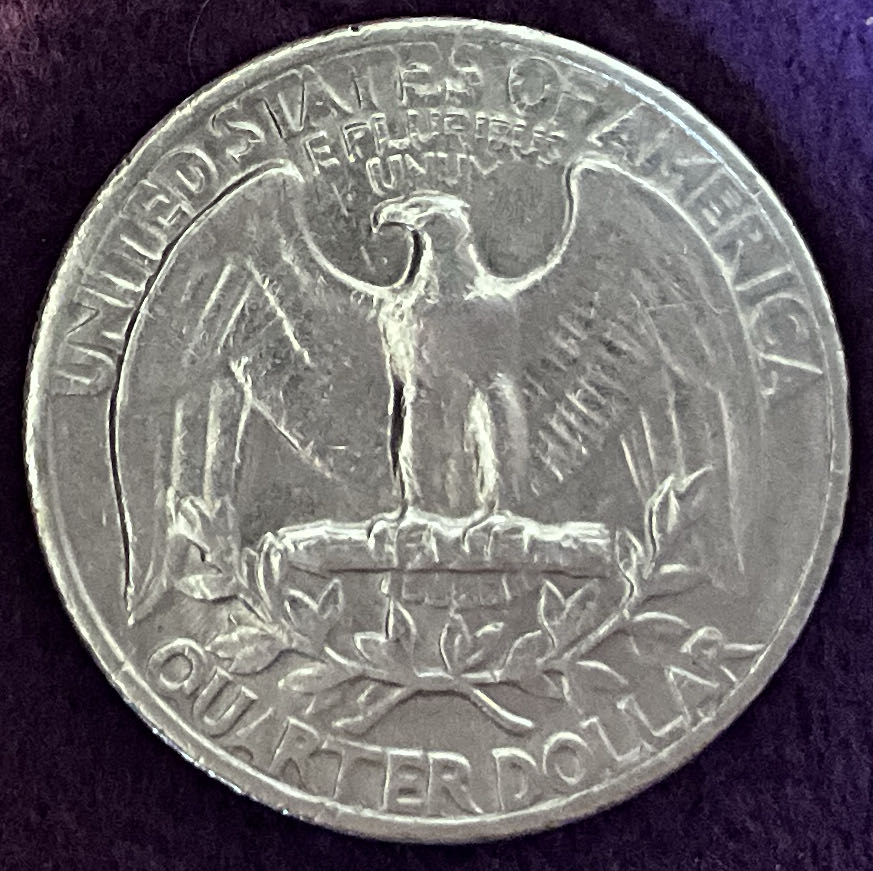 UNITED STATES OF AMERICA
E PLURIBUS
UNUM
QUARTER DOLLAR